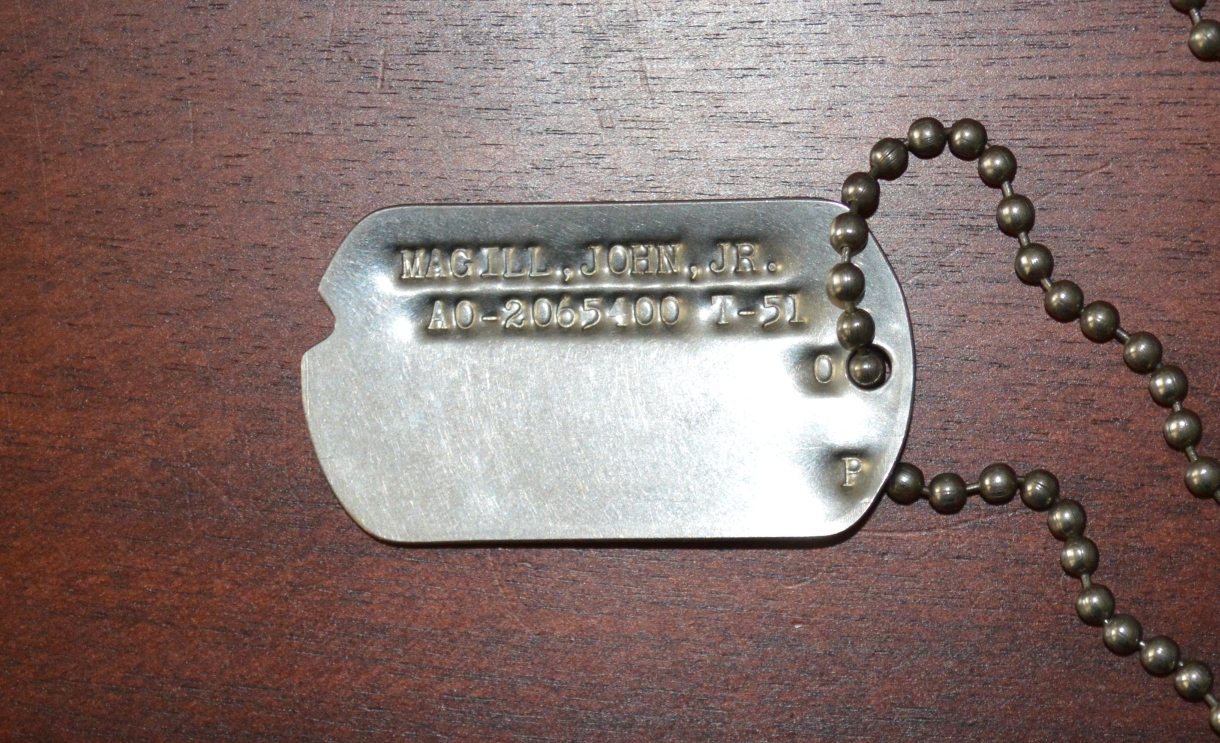 MAGILL,JOHN,JR.
AO-2065400 T-51
O
P